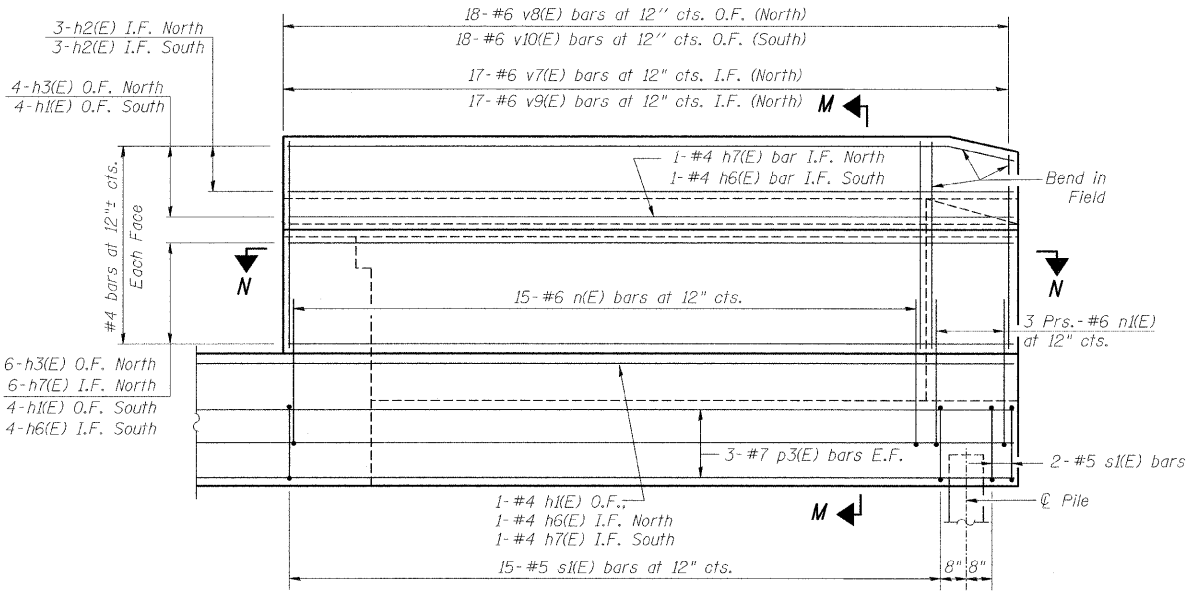 18-#6 v8(E) bars at 12" cts. O.F. (North)
18-#6 v10(E) bars at 12" cts. O.F. (South)
3-h2(E) I.F. North
3-h2(E) I.F. South
17-#6 v7(E) bars at 12" cts. I.F. (North)
17-#6 v9(E) bars at 12" cts. I.F. (North)
4-h3(E) O.F. North
4-h1(E) O.F. South
M
1-#4 h7(E) bar I.F. North
1-#4 h6(E) bar I.F. South
Bend in
Field
#4 bars at 12"± cts.
Each Face
N
N
15-#6 n(E) bars at 12" cts.
3 Prs.-#6 n1(E)
at 12" cts.
6-h3(E) O.F. North
6-h7(E) I.F. North
4-h1(E) O.F. South
4-h6(E) I.F. South
3-#7 p3(E) bars E.F.
2-#5 s1(E) bars
1-#4 h1(E) O.F.,
1-#4 h6(E) I.F. North
1-#4 h7(E) I.F. South
M
℄ Pile
15-#5 s1(E) bars at 12" cts.
8" 8"